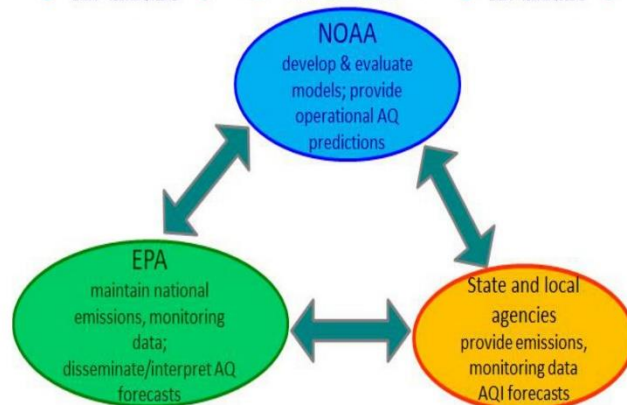 NOAA
develop & evaluate
models; provide
operational AQ
predictions
EPA
maintain national
emissions, monitoring
data;
disseminate/interpret AQ
forecasts
State and local
agencies
provide emissions,
monitoring data
AQI forecasts